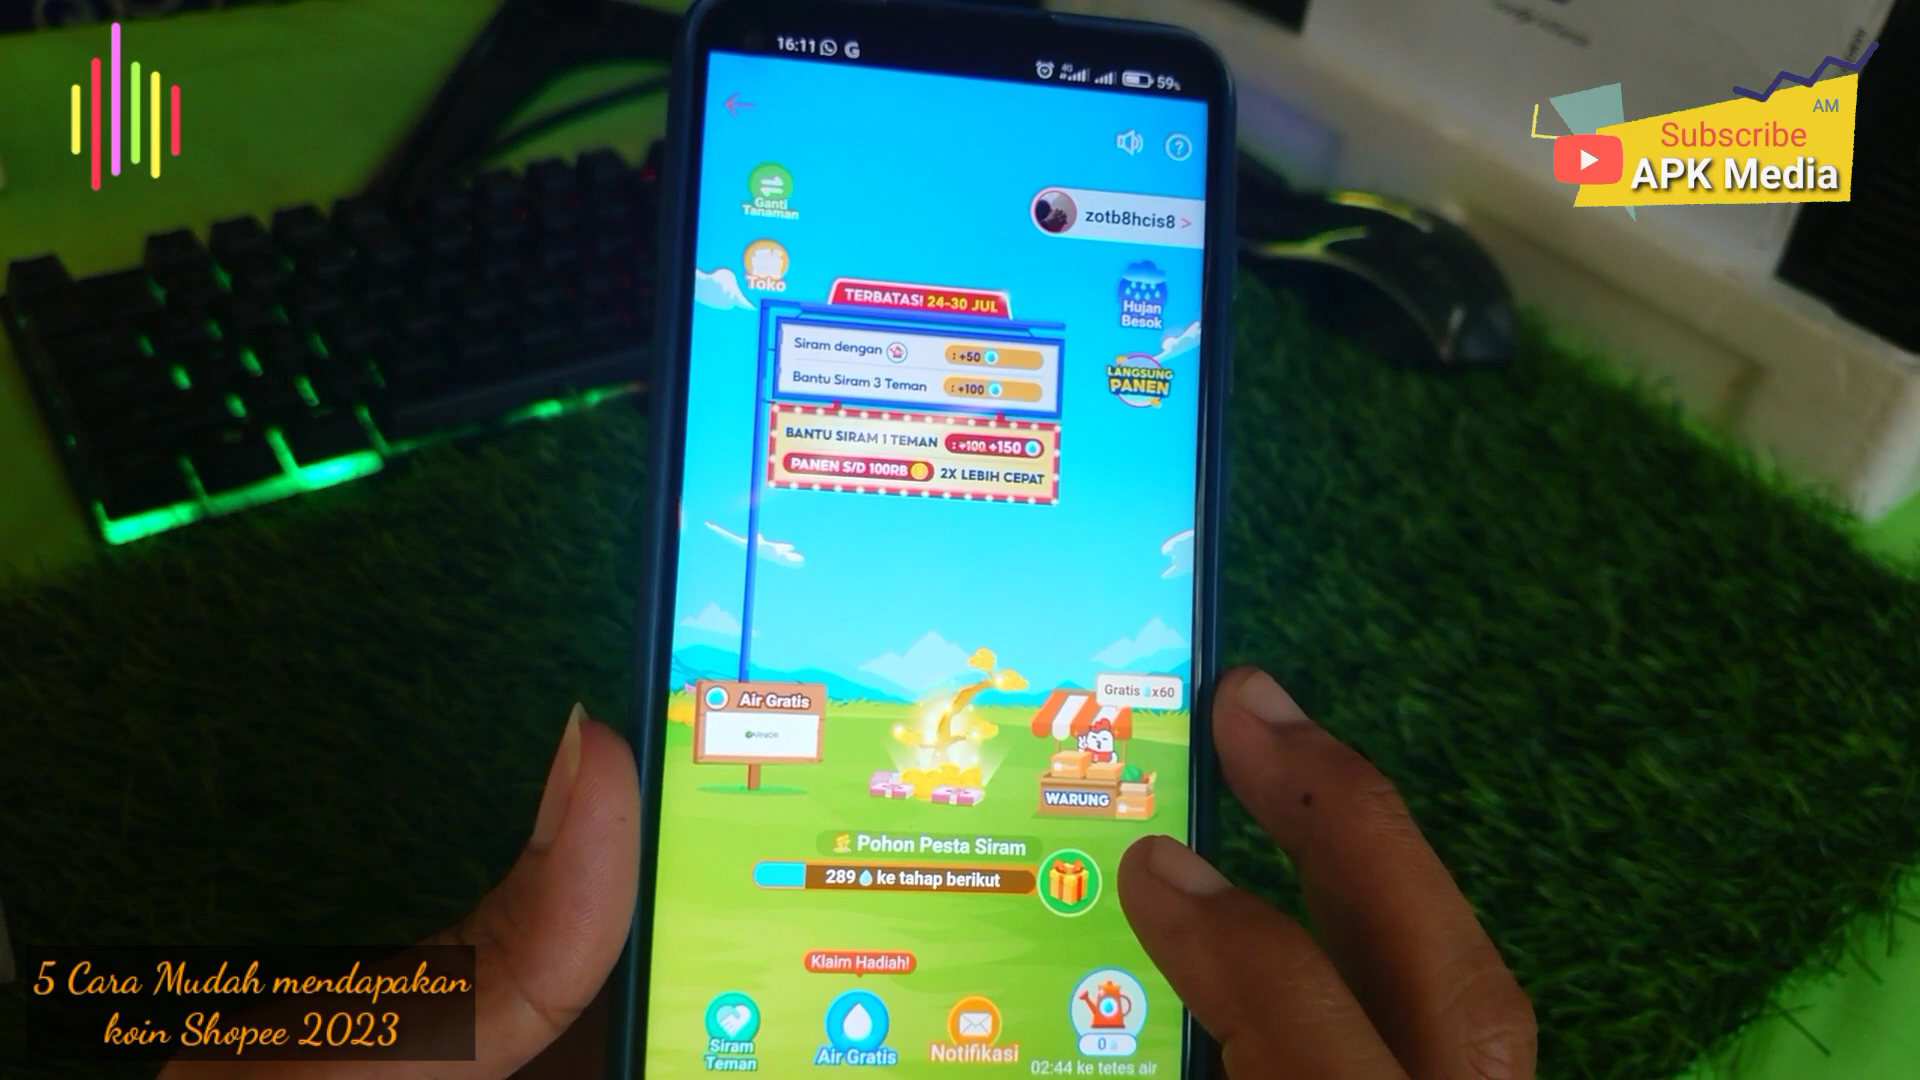 16:11
4G
59%
AM
Subscribe
APK Media
Ganti
Tanaman
zotb8hcis8 >
Toko
Hujan
Besok
TERBATAS! 24-30 JUL
Siram dengan : +50
Bantu Siram 3 Teman : +100
LANGSUNG
PANEN
BANTU SIRAM 1 TEMAN : +100 +150
PANEN S/D 100RB 2X LEBIH CEPAT
Air Gratis
GARNIER
Gratis x60
WARUNG
Pohon Pesta Siram
289 ke tahap berikut
Klaim Hadiah!
Siram
Teman
Air Gratis
Notifikasi
0
02:44 ke tetes air
5 Cara Mudah mendapakan
koin Shopee 2023